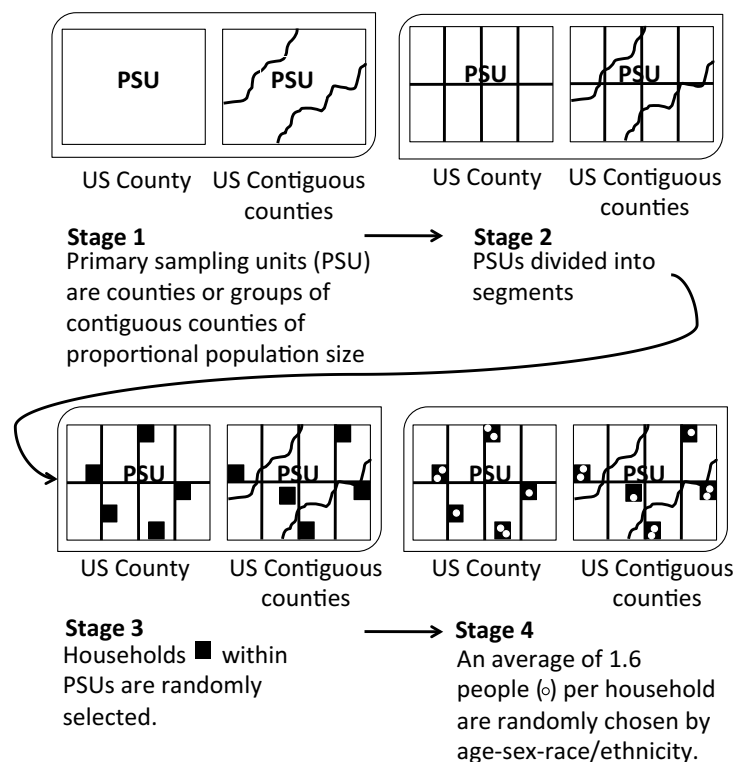 PSU
PSU
PSU
PSU
US County
US Contiguous
counties
US County
US Contiguous
counties
Stage 1
Primary sampling units (PSU)
are counties or groups of
contiguous counties of
proportional population size
Stage 2
PSUs divided into
segments
PSU
PSU
PSU
PSU
US County
US Contiguous
counties
US County
US Contiguous
counties
Stage 3
Households ■ within
PSUs are randomly
selected.
Stage 4
An average of 1.6
people (○) per household
are randomly chosen by
age-sex-race/ethnicity.